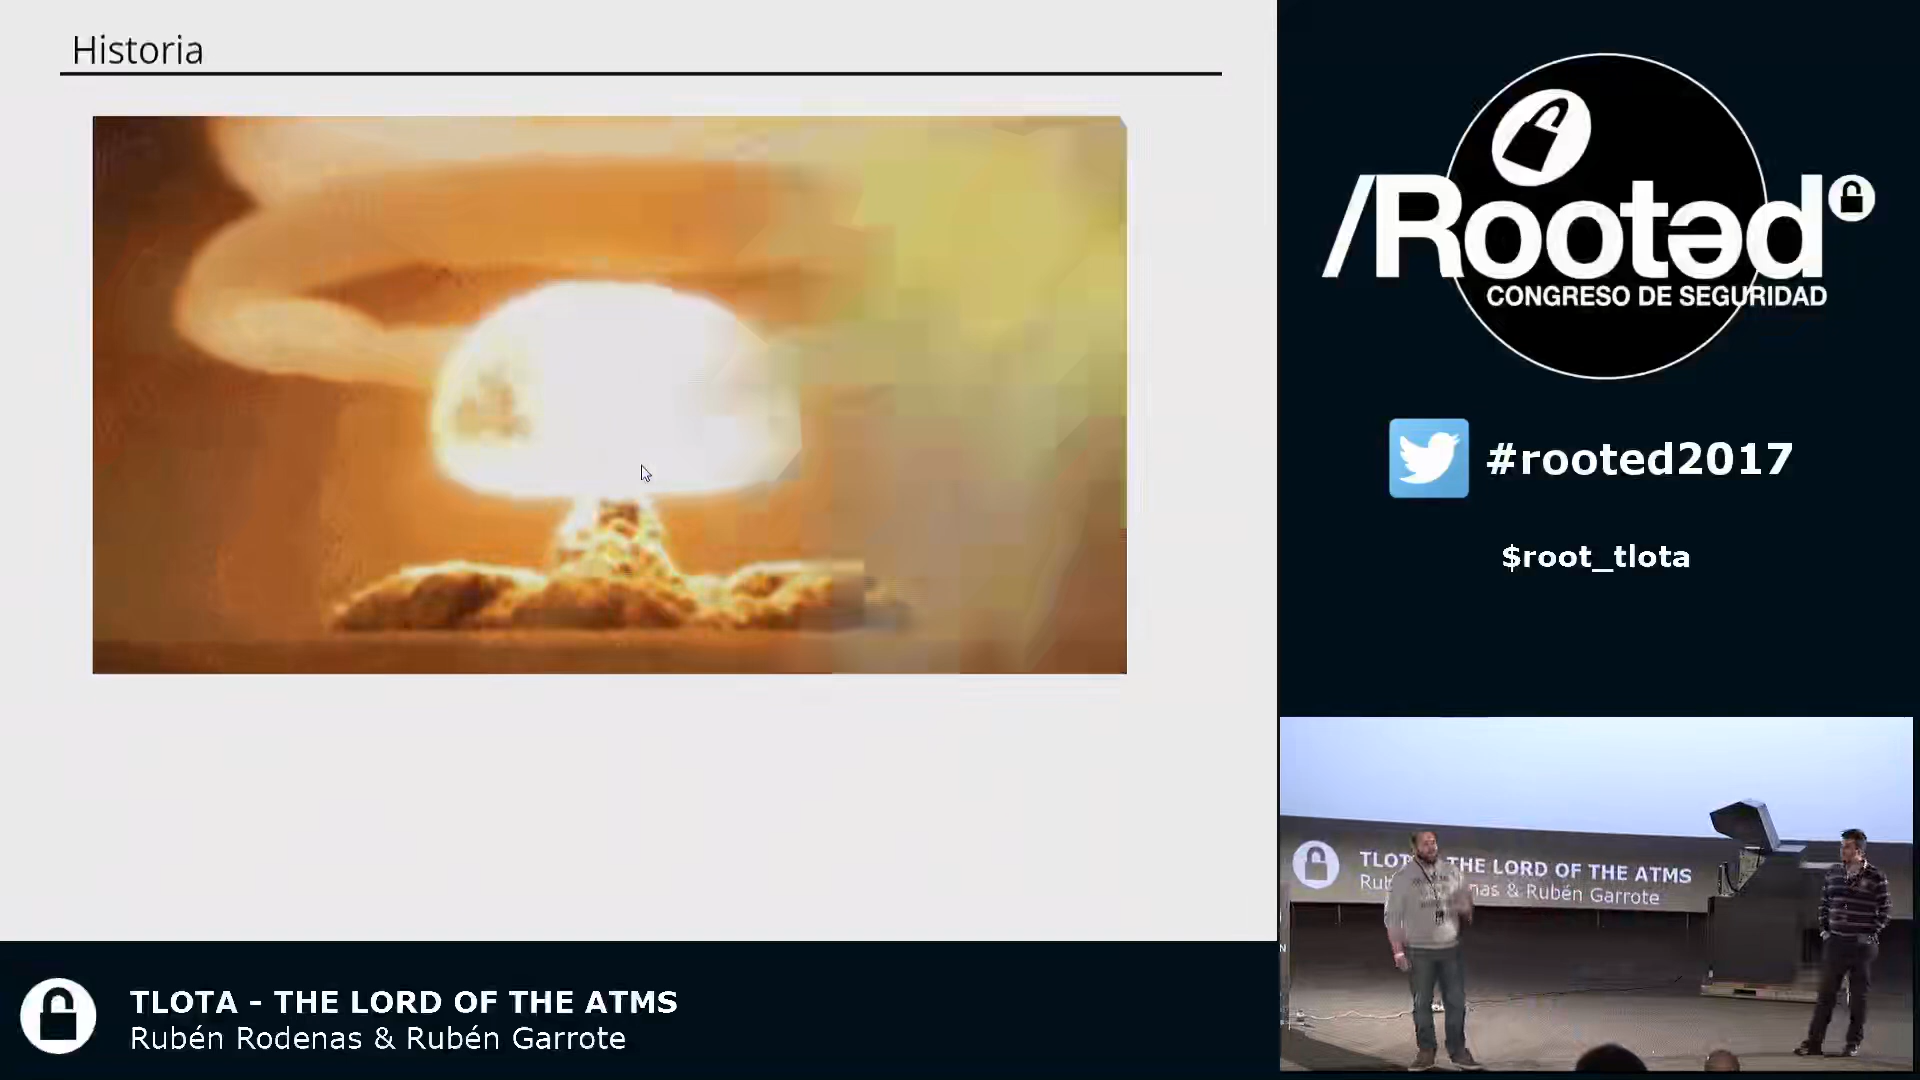 Historia
/Rootəd
CONGRESO DE SEGURIDAD
#rooted2017
$root_tlota
TLOTA - THE LORD OF THE ATMS
Rubén Rodenas & Rubén Garrote
THE LORD OF THE ATMS
& Rubén Garrote